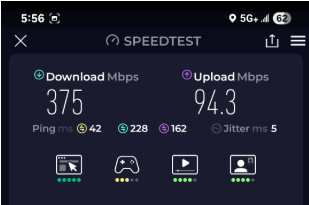 5:56 5G+ 62
SPEEDTEST
Download Mbps Upload Mbps
375 94.3
Ping ms 42 228 162 Jitter ms 5